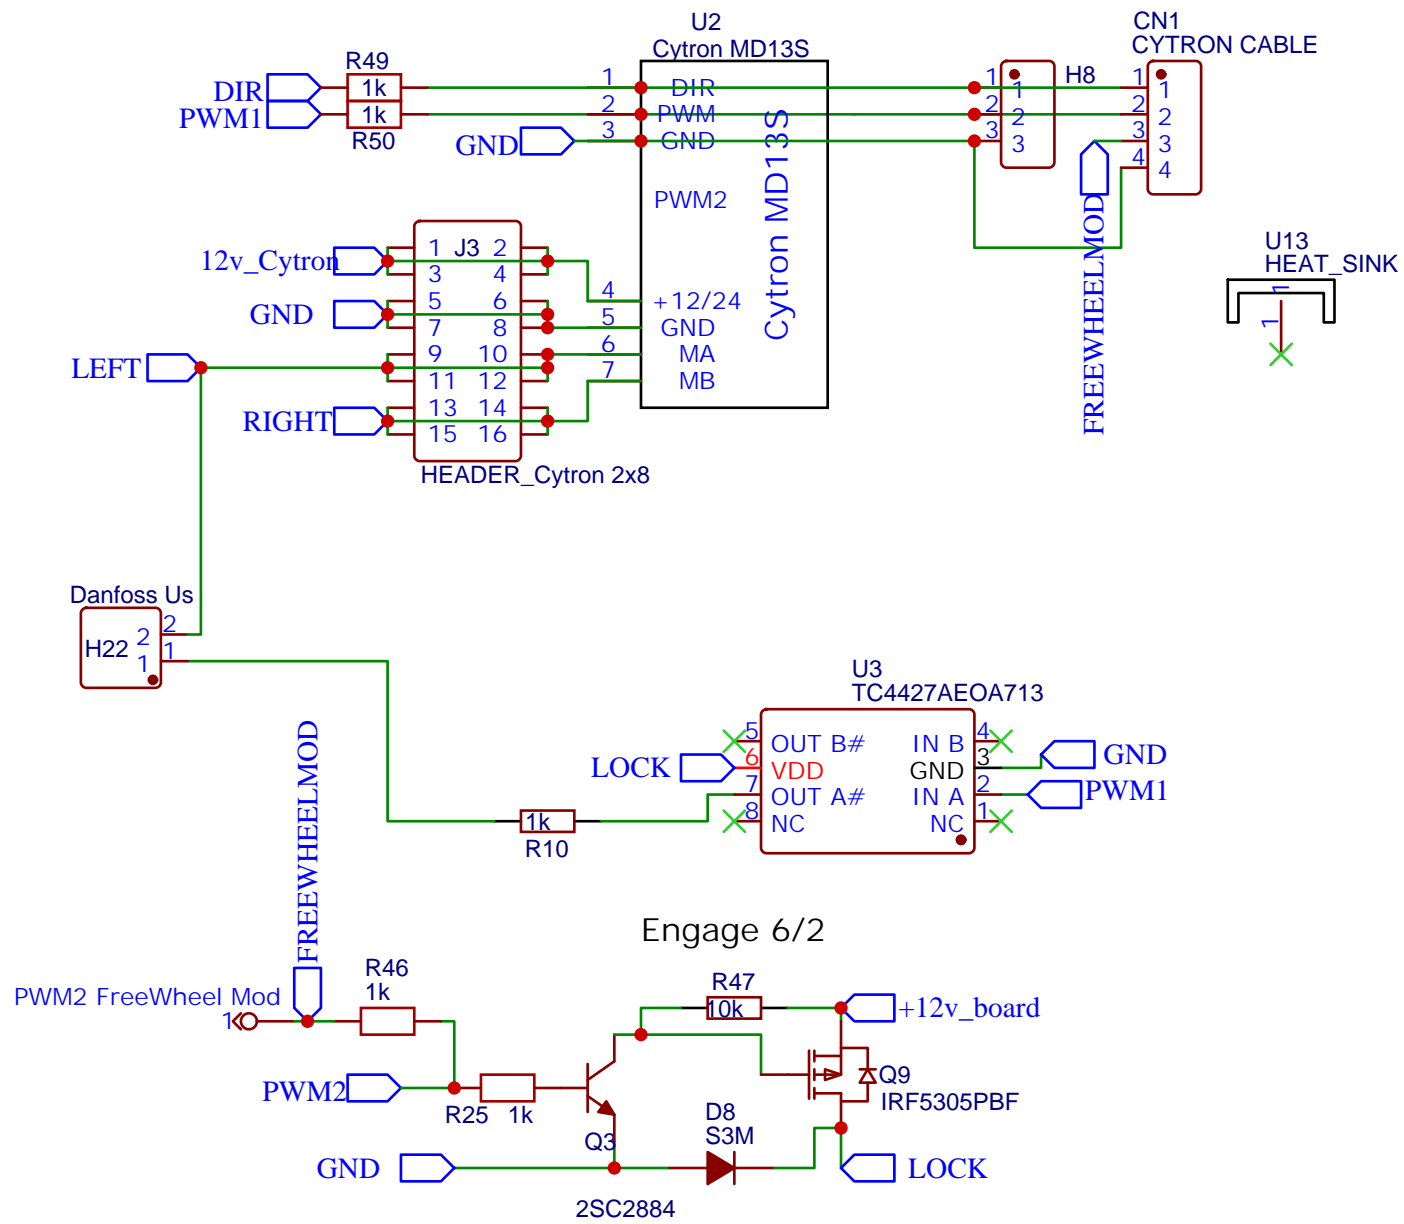 U2
Cytron MD13S
CN1
CYTRON CABLE
R49
DIR
1k
1
DIR
1
1
H8
1
1
PWM1
1k
2
PWM
2
2
2
2
R50
GND
3
GND
3
3
3
3
4
4
PWM2
Cytron MD13S
FREEWHEELMOD
U13
HEAT_SINK
1
1
12v_Cytron
1
J3
2
3
4
4
+12/24
GND
5
6
7
8
5
GND
LEFT
9
10
6
MA
11
12
7
MB
RIGHT
13
14
15
16
HEADER_Cytron 2x8
Danfoss Us
H22
2
2
1
1
U3
TC4427AEOA713
5
OUT B#
IN B
4
LOCK
6
VDD
GND
3
GND
7
OUT A#
IN A
2
PWM1
8
NC
NC
1
1k
R10
FREEWHEELMOD
Engage 6/2
PWM2 FreeWheel Mod
1
R46
1k
R47
10k
+12v_board
PWM2
R25
1k
Q3
Q9
IRF5305PBF
D8
S3M
GND
LOCK
2SC2884